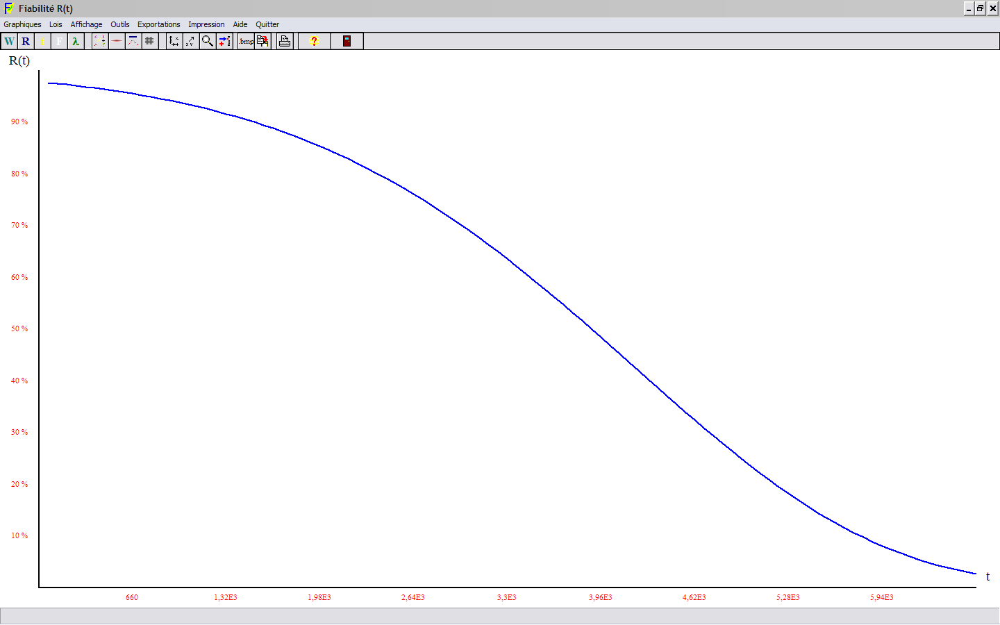 Fiabilité R(t)
Graphiques Lois Affichage Outils Exportations Impression Aide Quitter
W R f F λ x y .bmp ?
R(t)
90 %
80 %
70 %
60 %
50 %
40 %
30 %
20 %
10 %
t
660 1,32E3 1,98E3 2,64E3 3,3E3 3,96E3 4,62E3 5,28E3 5,94E3